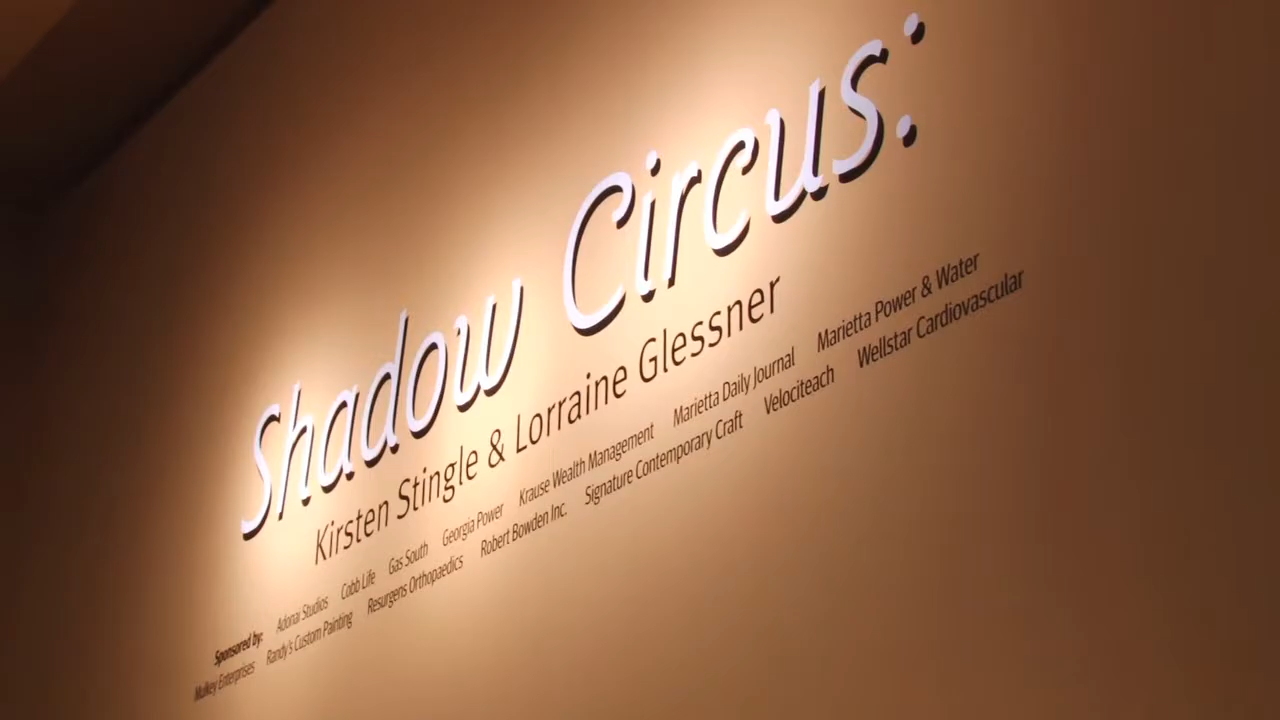 Shadow Circus:
Kirsten Stingle & Lorraine Glessner
Sponsored by: Adonai Studios Cobb Life Gas South Georgia Power Krause Wealth Management Marietta Daily Journal Marietta Power & Water
Mulkey Enterprises Randy's Custom Painting Resurgens Orthopaedics Robert Bowden Inc. Signature Contemporary Craft Velociteach Wellstar Cardiovascular